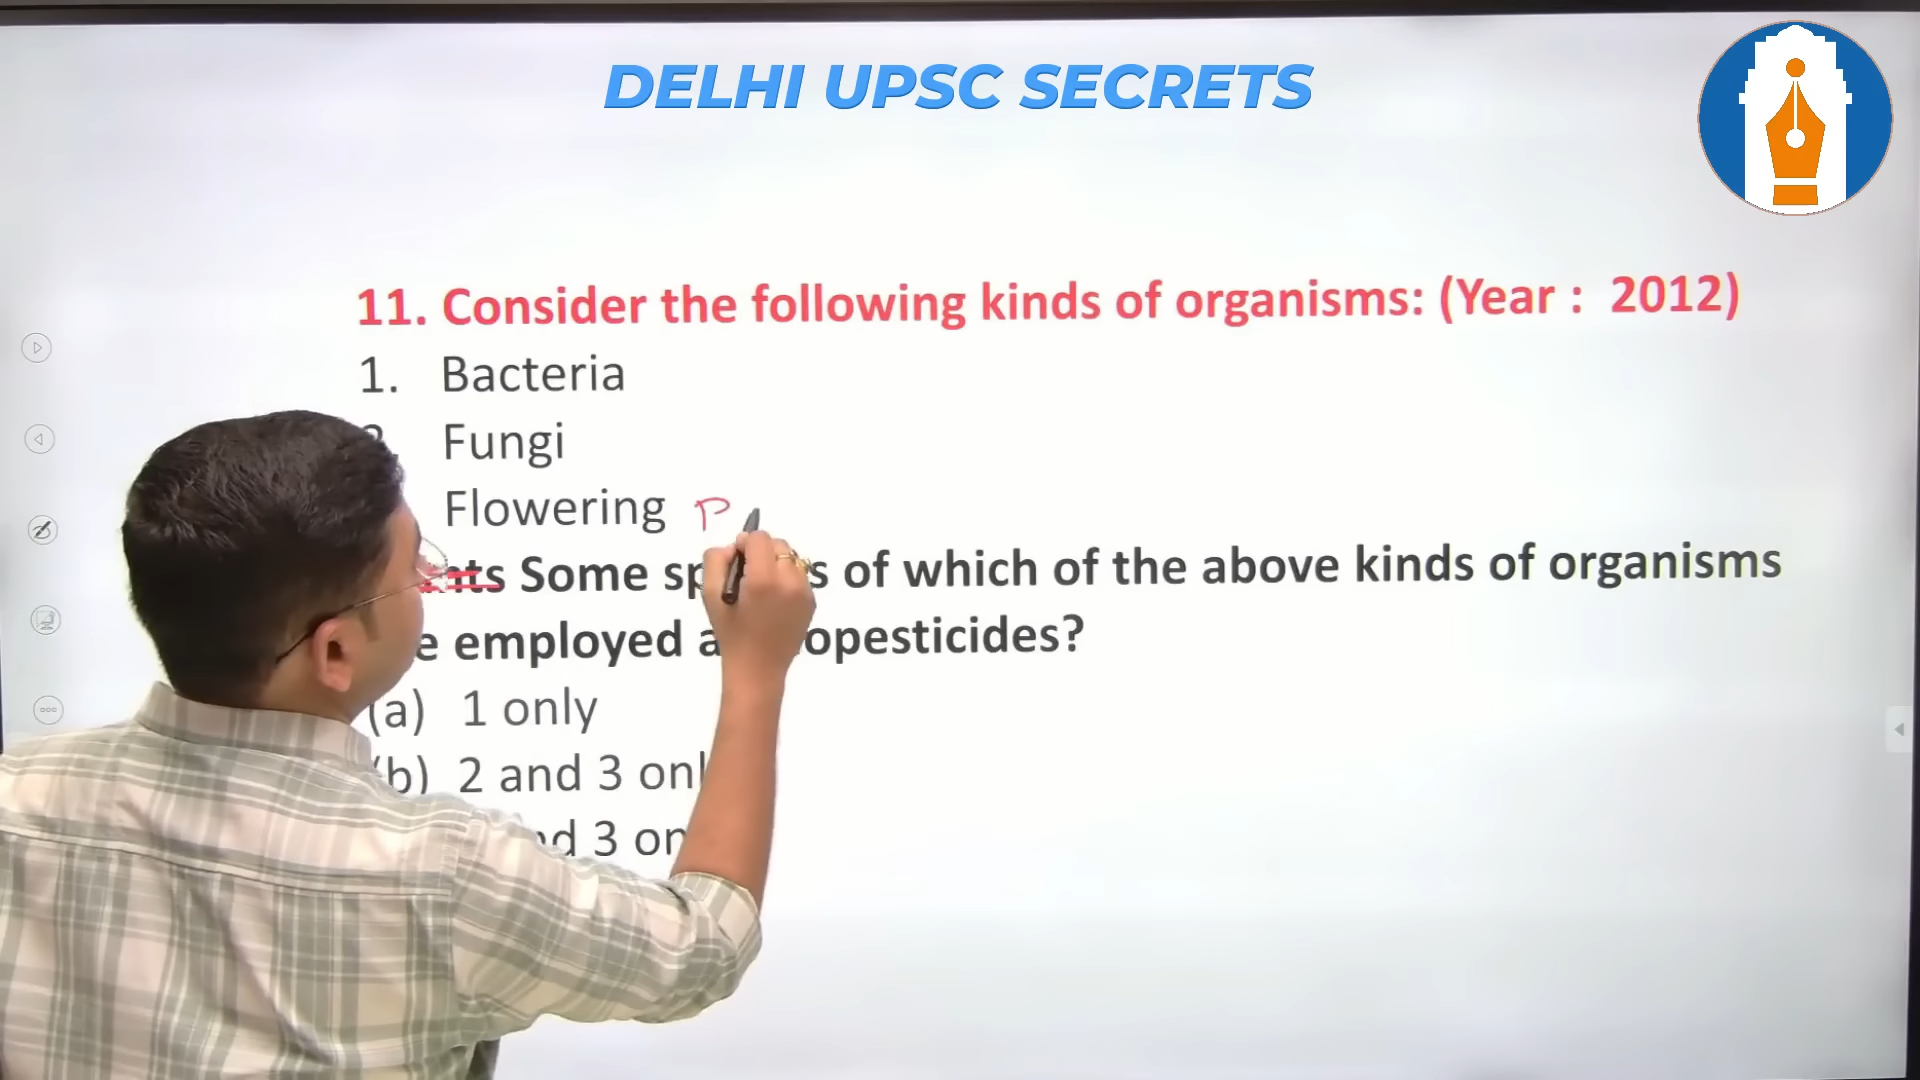 DELHI UPSC SECRETS
11. Consider the following kinds of organisms: (Year : 2012)
1. Bacteria
Fungi
Flowering P
Some of which of the above kinds of organisms
employed
(a) 1 only
(b) 2 and 3
3